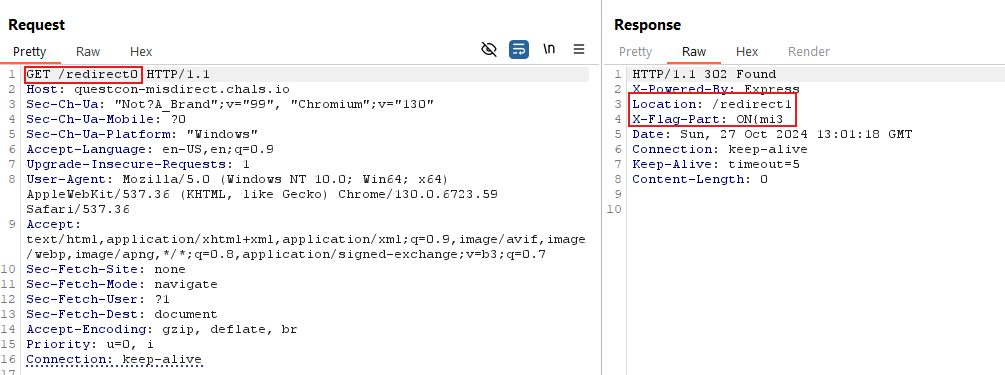 Request
Pretty Raw Hex
\n
1 GET /redirect0 HTTP/1.1
2 Host: questcon-misdirect.chals.io
3 Sec-Ch-Ua: "Not?A_Brand";v="99", "Chromium";v="130"
4 Sec-Ch-Ua-Mobile: ?0
5 Sec-Ch-Ua-Platform: "Windows"
6 Accept-Language: en-US,en;q=0.9
7 Upgrade-Insecure-Requests: 1
8 User-Agent: Mozilla/5.0 (Windows NT 10.0; Win64; x64)
AppleWebKit/537.36 (KHTML, like Gecko) Chrome/130.0.6723.59
Safari/537.36
9 Accept:
text/html,application/xhtml+xml,application/xml;q=0.9,image/avif,image
/webp,image/apng,*/*;q=0.8,application/signed-exchange;v=b3;q=0.7
10 Sec-Fetch-Site: none
11 Sec-Fetch-Mode: navigate
12 Sec-Fetch-User: ?1
13 Sec-Fetch-Dest: document
14 Accept-Encoding: gzip, deflate, br
15 Priority: u=0, i
16 Connection: keep-alive
17
Response
Pretty Raw Hex Render
1 HTTP/1.1 302 Found
2 X-Powered-By: Express
3 Location: /redirect1
4 X-Flag-Part: ON{mi3
5 Date: Sun, 27 Oct 2024 13:01:18 GMT
6 Connection: keep-alive
7 Keep-Alive: timeout=5
8 Content-Length: 0
9
10